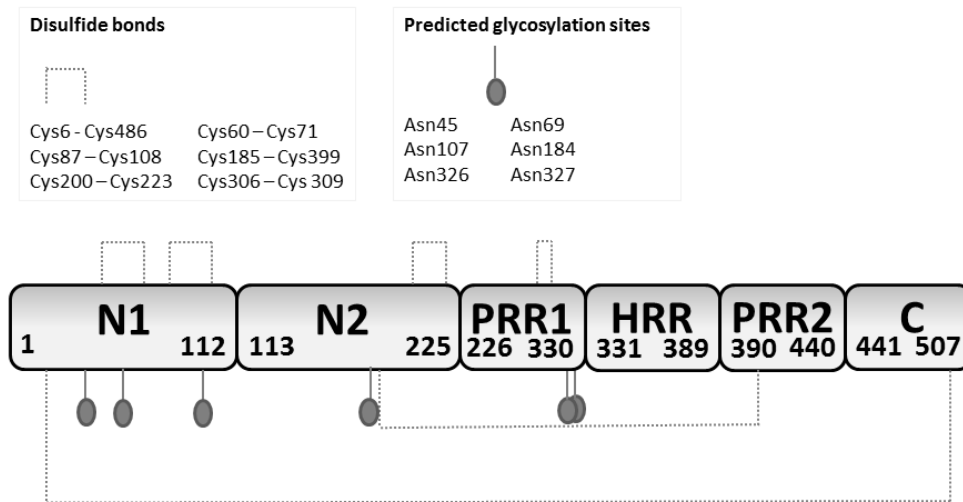 Disulfide bonds
Cys6 - Cys486 Cys60 – Cys71
Cys87 – Cys108 Cys185 – Cys399
Cys200 – Cys223 Cys306 – Cys 309
Predicted glycosylation sites
Asn45 Asn69
Asn107 Asn184
Asn326 Asn327
N1 N2 PRR1 HRR PRR2 C
1 112 113 225 226 330 331 389 390 440 441 507